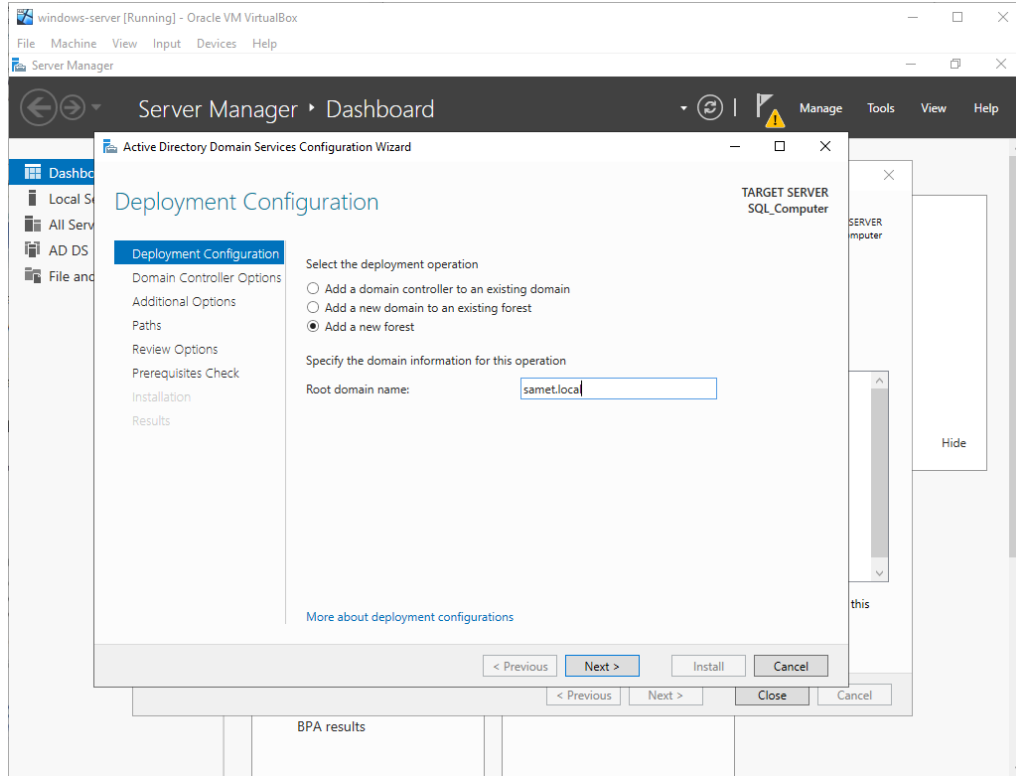 windows-server [Running] - Oracle VM VirtualBox
File Machine View Input Devices Help
Server Manager
Server Manager ‣ Dashboard
Manage Tools View Help
Active Directory Domain Services Configuration Wizard
Deployment Configuration
TARGET SERVER
SQL_Computer
Dashbo
Local Se
All Serv
AD DS
File and
SERVER
mputer
Deployment Configuration
Domain Controller Options
Additional Options
Paths
Review Options
Prerequisites Check
Installation
Results
Select the deployment operation
Add a domain controller to an existing domain
Add a new domain to an existing forest
Add a new forest
Specify the domain information for this operation
Root domain name: samet.local
Hide
More about deployment configurations
this
< Previous Next > Install Cancel
< Previous Next > Close Cancel
BPA results